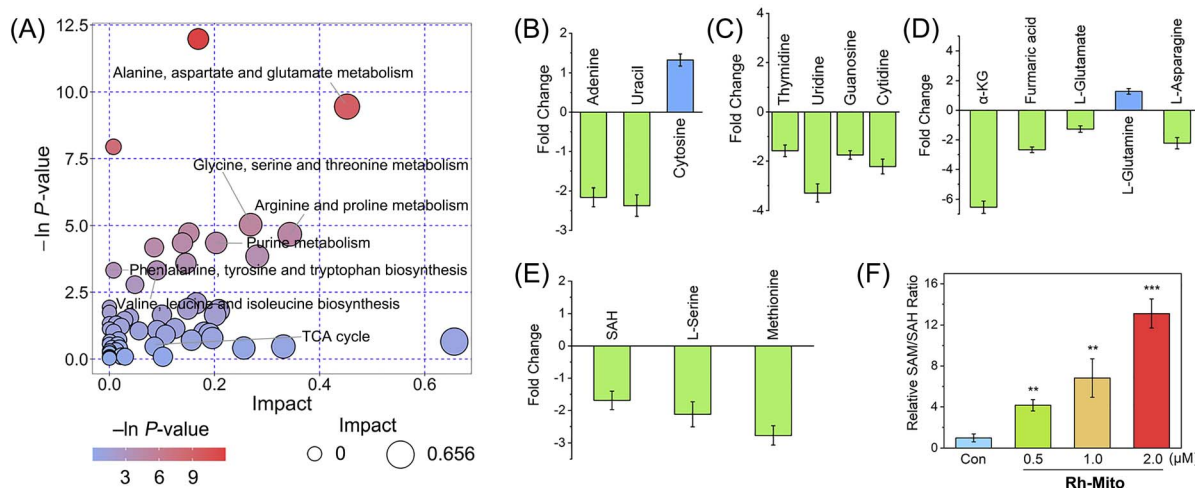 (A)
12.5
10.0
7.5
5.0
2.5
0.0
–ln P-value
Alanine, aspartate and glutamate metabolism
Glycine, serine and threonine metabolism
Arginine and proline metabolism
Purine metabolism
Phenlalanine, tyrosine and tryptophan biosynthesis
Valine, leucine and isoleucine biosynthesis
TCA cycle
0.0 0.2 0.4 0.6
Impact
–ln P-value
3 6 9
Impact
0 0.656
(B)
Fold Change
2
1
0
-1
-2
-3
Adenine
Uracil
Cytosine
(C)
Fold Change
4
2
0
-2
-4
Thymidine
Uridine
Guanosine
Cytidine
(D)
Fold Change
4
2
0
-2
-4
-6
α-KG
Furmaric acid
L-Glutamate
L-Glutamine
L-Asparagine
(E)
Fold Change
2
1
0
-1
-2
-3
SAH
L-Serine
Methionine
(F)
Relative SAM/SAH Ratio
16
12
8
4
0
**
**
***
Con 0.5 1.0 2.0 (μM)
Rh-Mito